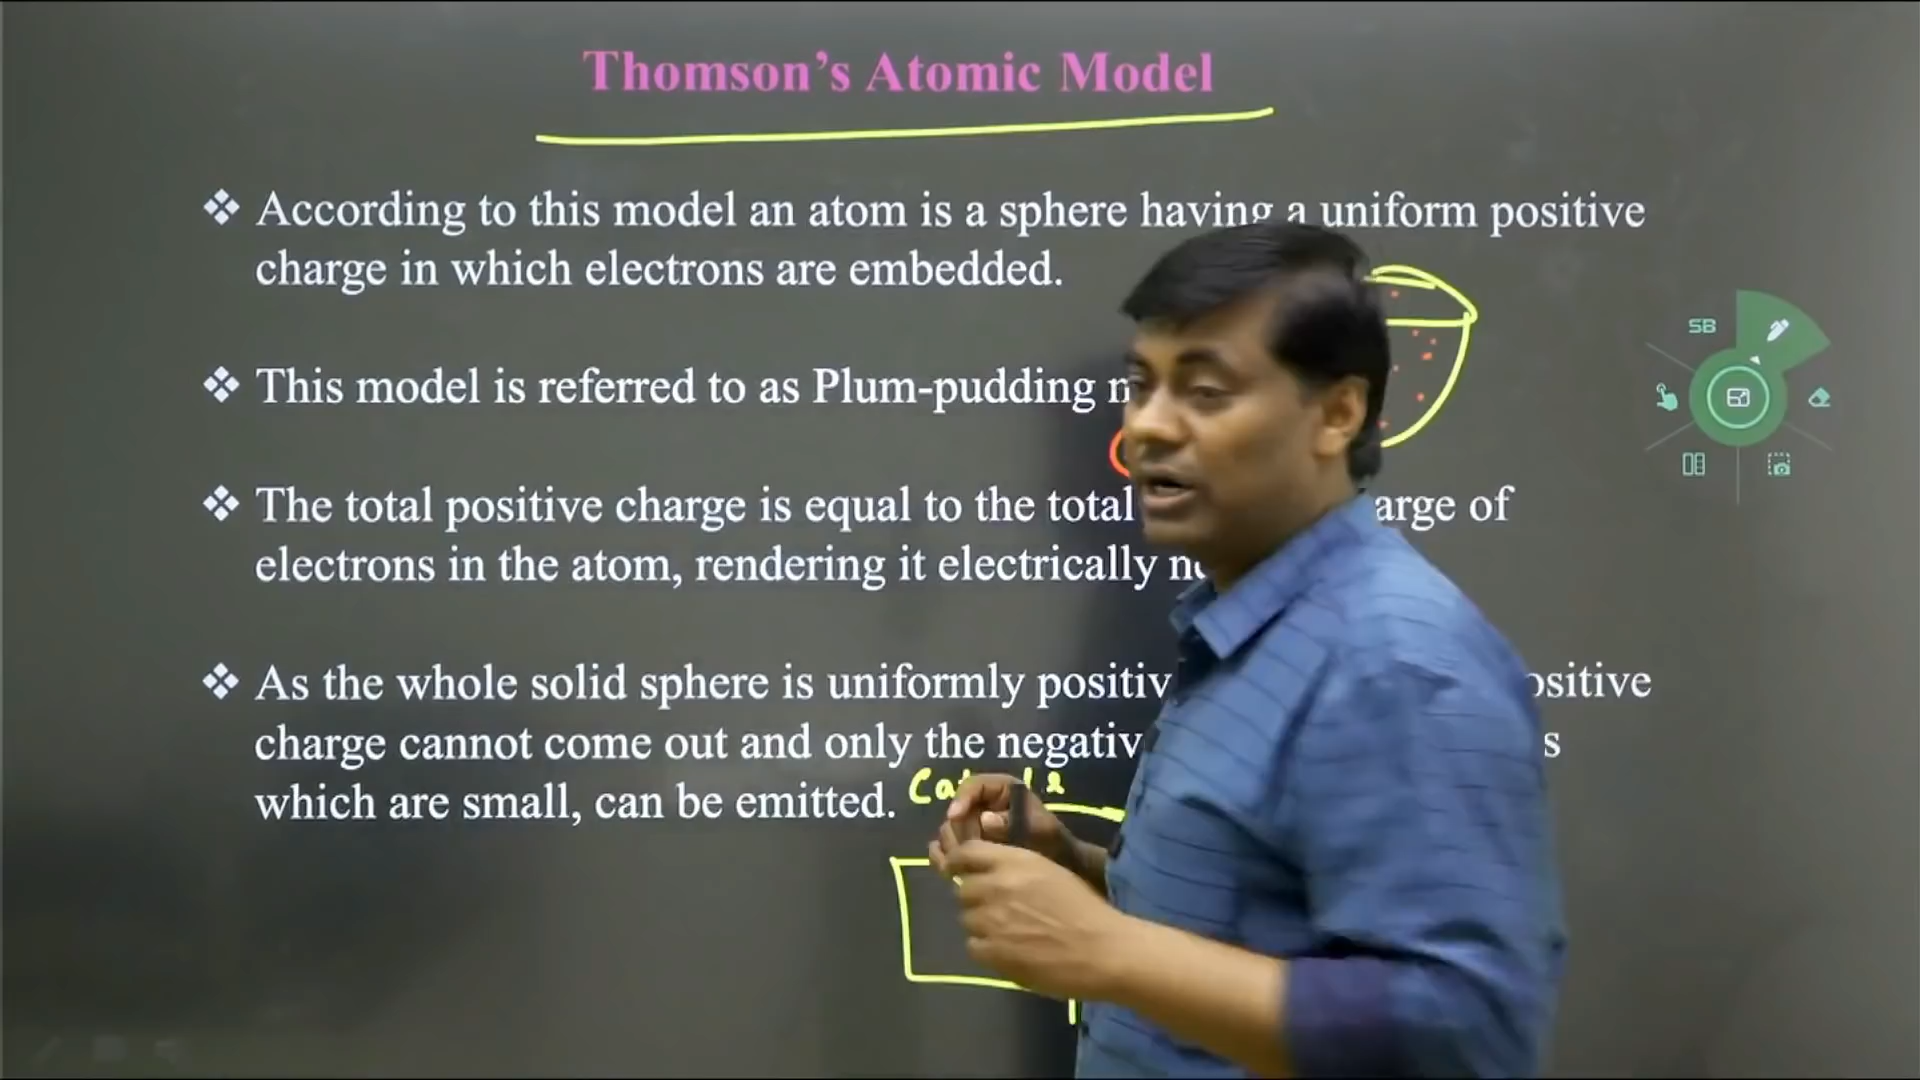 Thomson’s Atomic Model
❖ According to this model an atom is a sphere having a uniform positive
charge in which electrons are embedded.
❖ This model is referred to as Plum-pudding
❖ The total positive charge is equal to the total arge of
electrons in the atom, rendering it electrically
SB
❖ As the whole solid sphere is uniformly positiv ositive
charge cannot come out and only the negativ s
which are small, can be emitted.